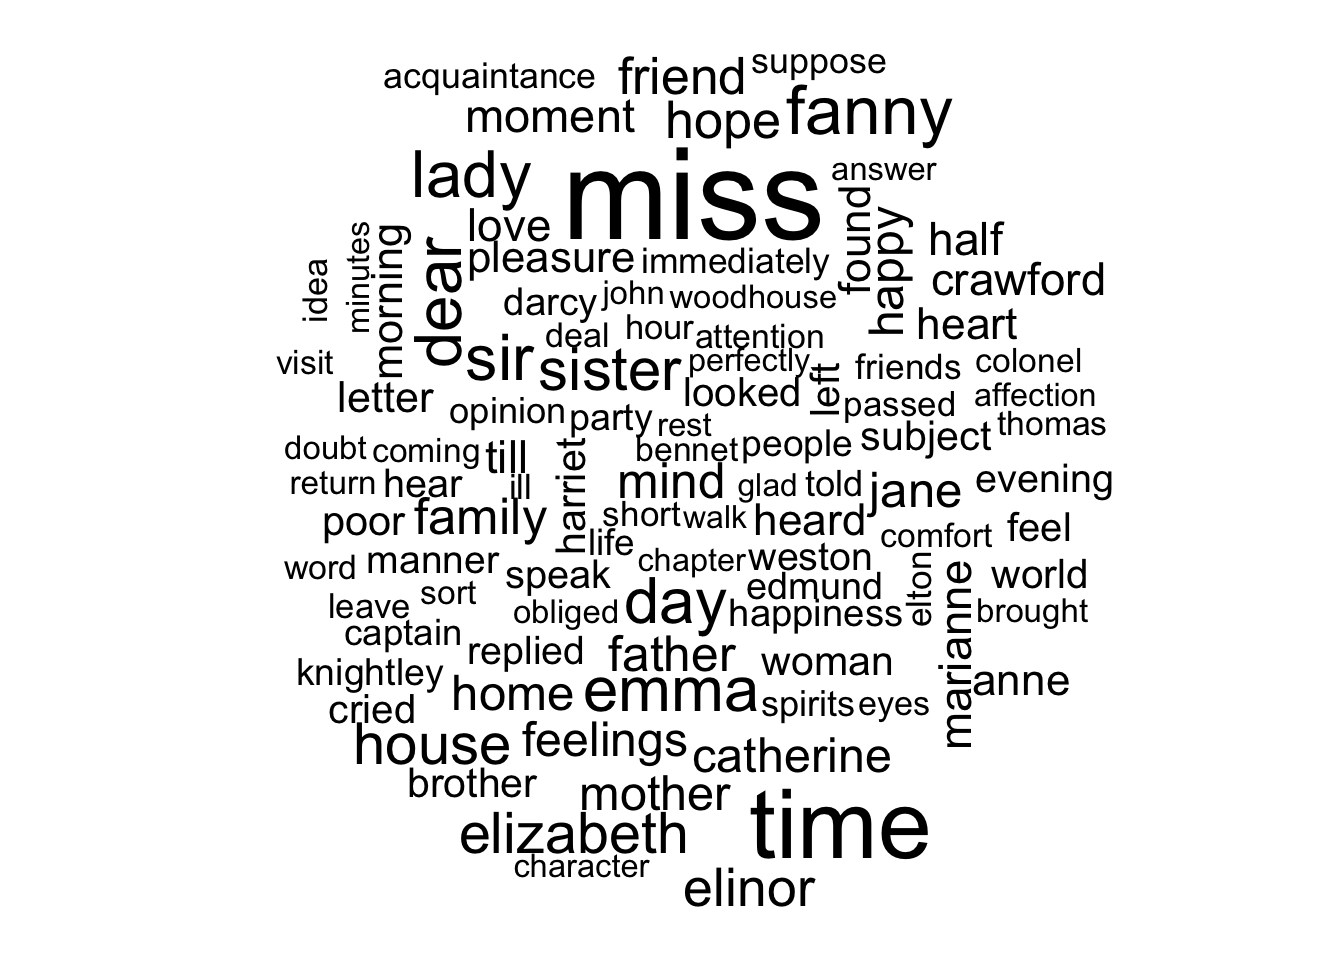 acquaintance friend suppose
moment hope fanny
lady miss answer
love found happy half
idea minutes morning dear pleasure immediately crawford
darcy john woodhouse
deal hour attention heart
visit sir sister perfectly left friends colonel
letter looked passed affection
opinion party rest thomas
doubt coming till harriet bennet people subject
return hear ill mind glad told jane evening
poor family short walk heard comfort feel
life chapter weston
word manner speak edmund elton marianne world
leave sort obliged day happiness brought
captain
knightley replied father woman anne
cried home emma spirits eyes
house feelings catherine
brother mother time
elizabeth
character
elinor